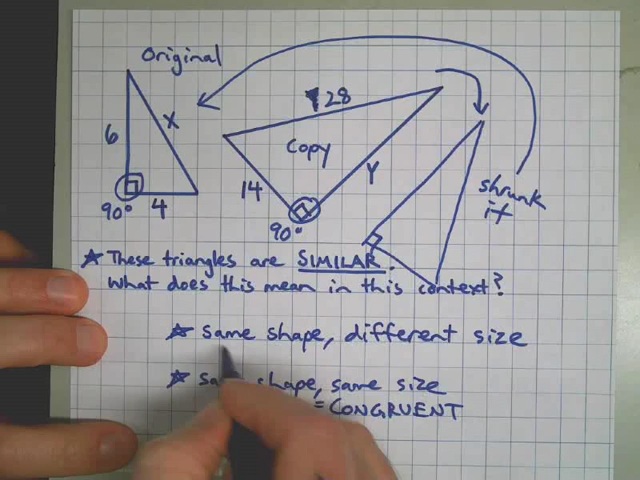 Original
6
X
90°
4
28
Copy
14
Y
90°
shrunk
it
★ These triangles are SIMILAR.
What does this mean in this context?
★ same shape, different size
★ shape, same size
= CONGRUENT